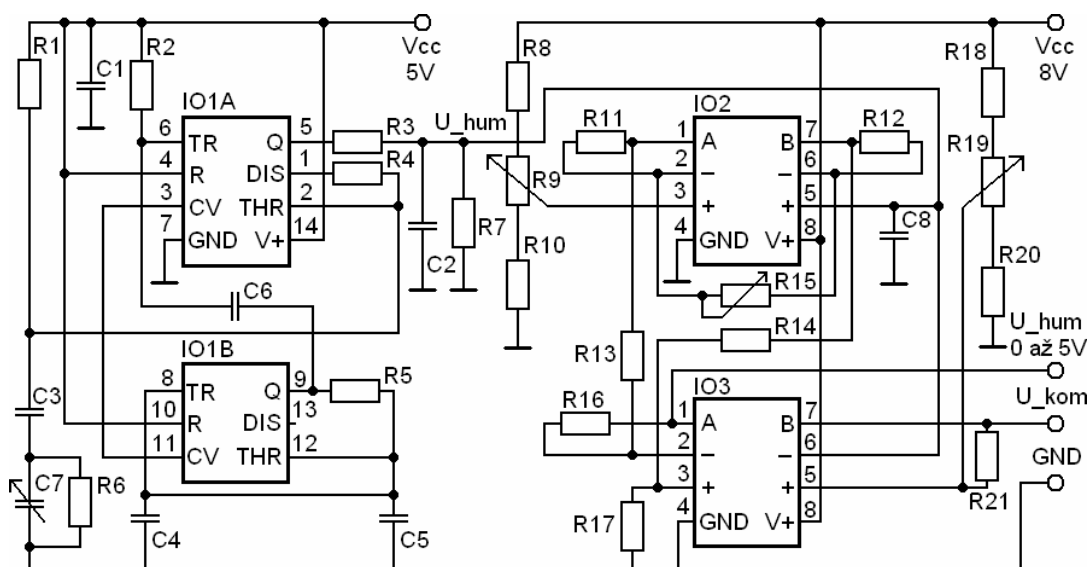 R1
R2
C1
Vcc
5V
R8
R18
Vcc
8V
IO1A
6 TR Q 5
4 R DIS 1
3 CV THR 2
7 GND V+ 14
R3
R4
U_hum
R9
R10
R7
C2
C6
R11
IO2
1 A B 7
2 – – 6
3 + + 5
4 GND V+ 8
R12
R19
C8
R20
R15
R14
R13
U_hum
0 až 5V
U_kom
GND
IO1B
8 TR Q 9
10 R DIS 13
11 CV THR 12
R5
C3
C7
R6
C4
C5
R16
IO3
1 A B 7
2 – – 6
3 + + 5
4 GND V+ 8
R17
R21